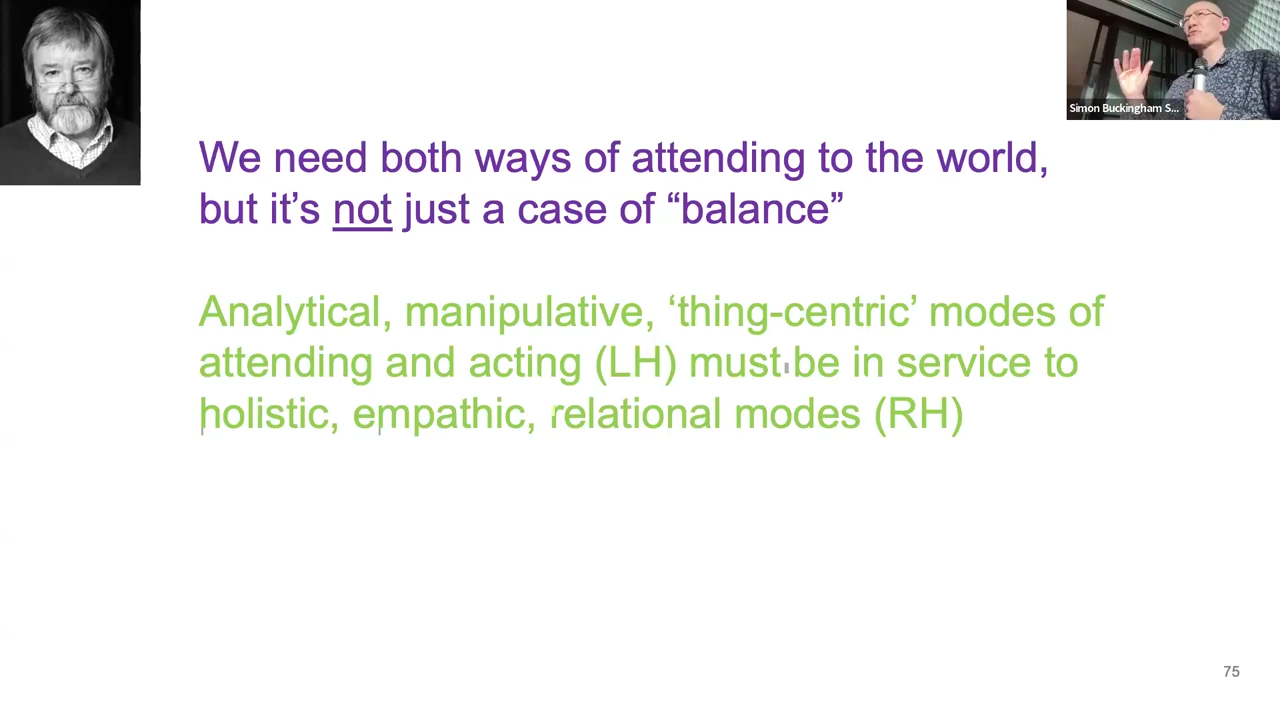 Simon Buckingham S...
We need both ways of attending to the world,
but it’s not just a case of “balance”
Analytical, manipulative, ‘thing-centric’ modes of
attending and acting (LH) must be in service to
holistic, empathic, relational modes (RH)
75